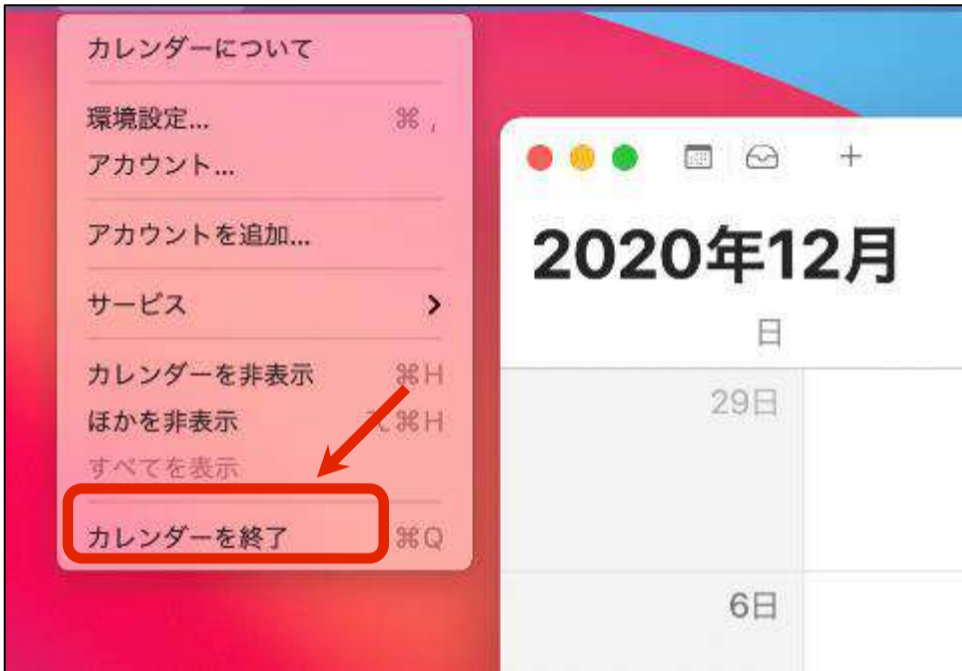 カレンダーについて
環境設定... ⌘ ,
アカウント...
アカウントを追加...
サービス
カレンダーを非表示 ⌘H
ほかを非表示 ⌥⌘H
すべてを表示
カレンダーを終了 ⌘Q
2020年12月
日
29日
6日